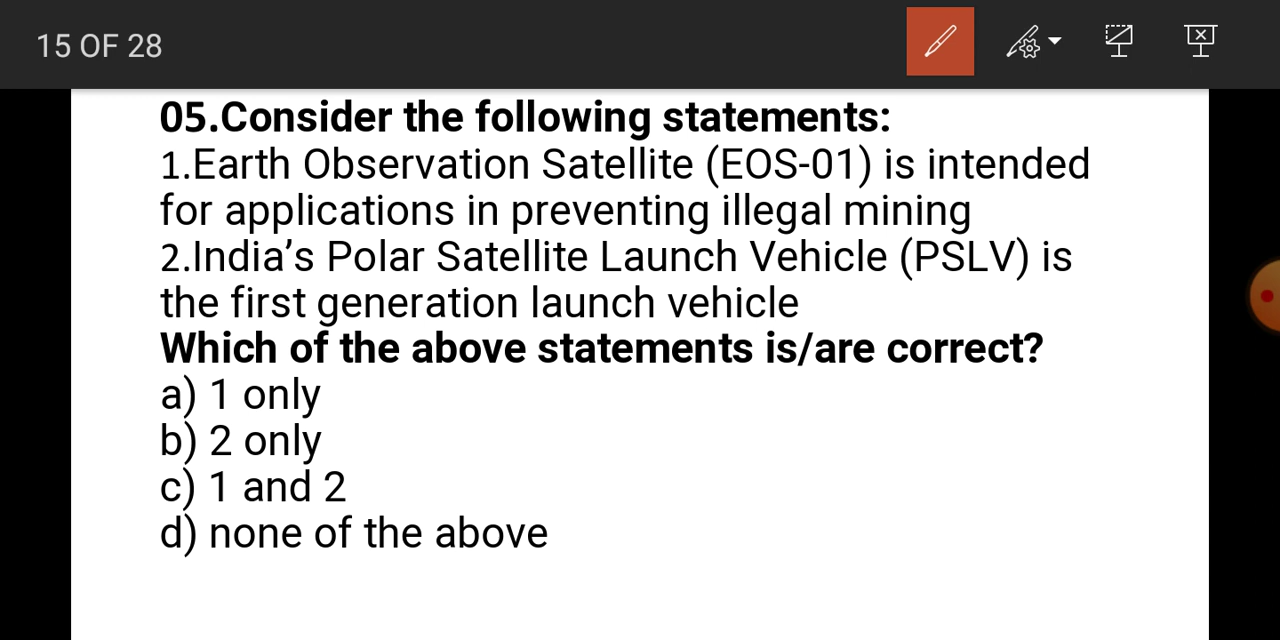 15 OF 28
05.Consider the following statements:
1.Earth Observation Satellite (EOS-01) is intended
for applications in preventing illegal mining
2.India’s Polar Satellite Launch Vehicle (PSLV) is
the first generation launch vehicle
Which of the above statements is/are correct?
a) 1 only
b) 2 only
c) 1 and 2
d) none of the above